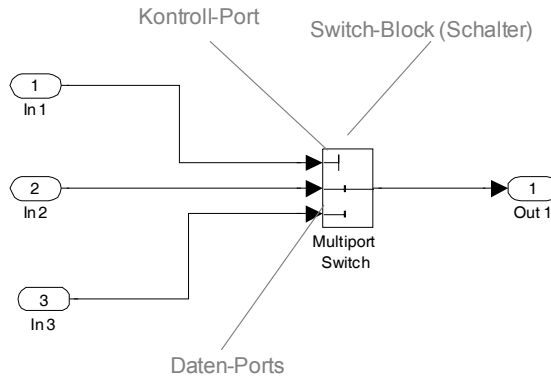 Kontroll-Port
Switch-Block (Schalter)
1
In 1
2
In 2
3
In 3
Multiport
Switch
1
Out 1
Daten-Ports